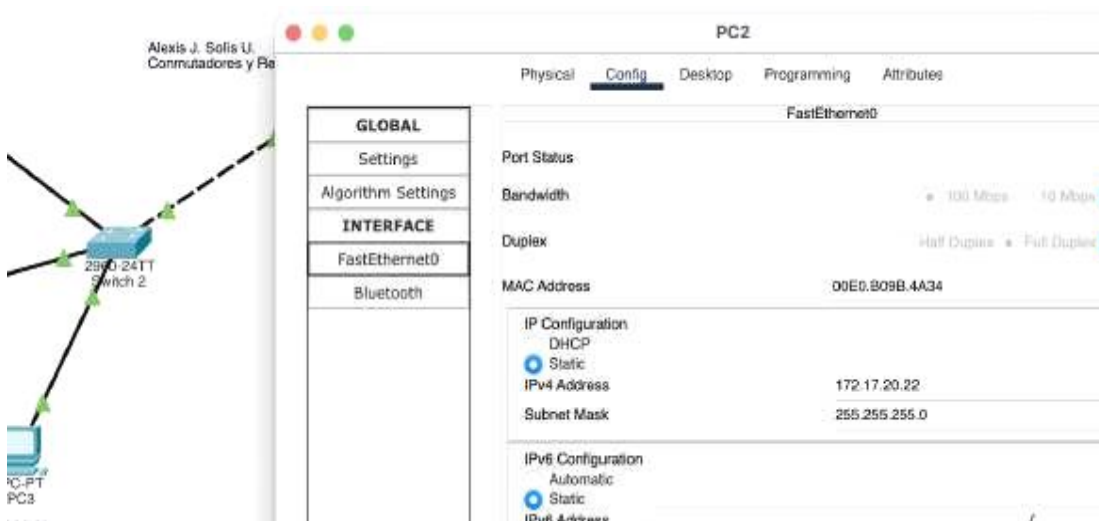 Alexis J. Solis U.
Conmutadores y Re
PC2
Physical Config Desktop Programming Attributes
GLOBAL
Settings
Algorithm Settings
INTERFACE
FastEthernet0
Bluetooth
FastEthernet0
Port Status
Bandwidth 100 Mbps 10 Mbps
Duplex Half Duplex Full Duplex
MAC Address 00E0.B09B.4A34
IP Configuration
DHCP
Static
IPv4 Address 172.17.20.22
Subnet Mask 255.255.255.0
IPv6 Configuration
Automatic
Static
IPv6 Address
/
2960-24TT
Switch 2
PC-PT
PC3